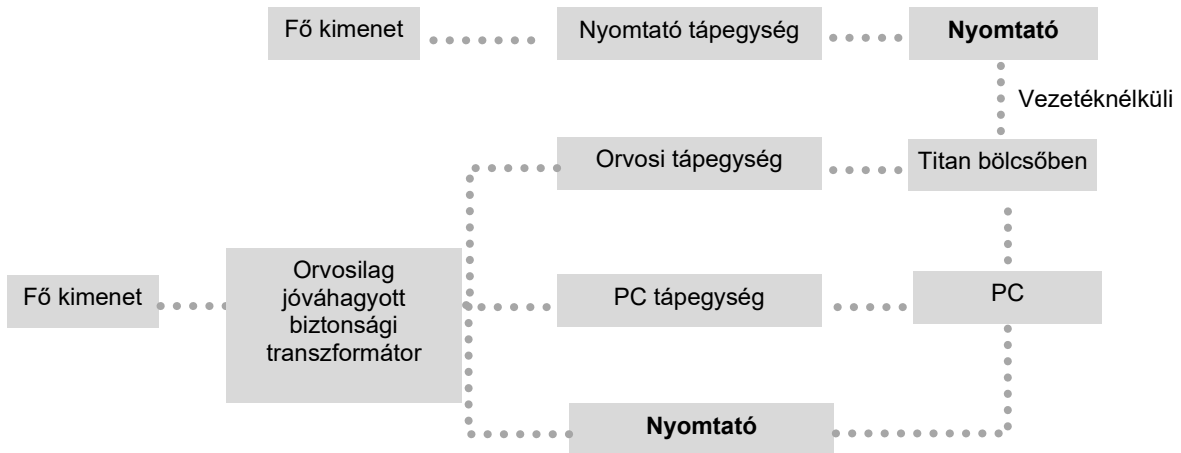 Fő kimenet
Nyomtató tápegység
Nyomtató
Vezetéknélküli
Orvosi tápegység
Titan bölcsőben
Fő kimenet
Orvosilag
jóváhagyott
biztonsági
transzformátor
PC tápegység
PC
Nyomtató